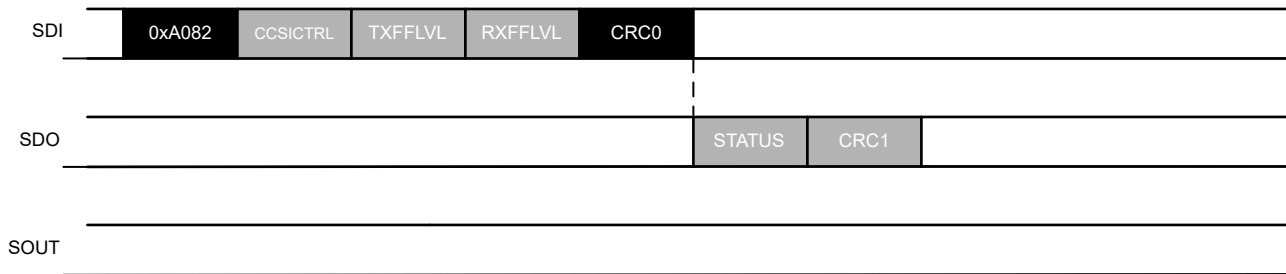 SDI 0xA082 CCSICTRL TXFFLVL RXFFLVL CRC0
SDO STATUS CRC1
SOUT